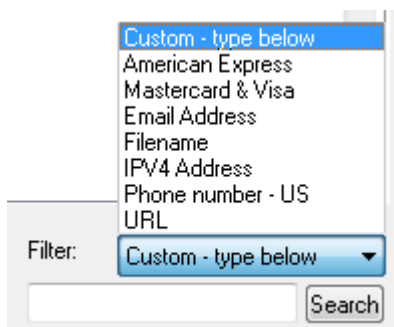 Custom - type below
American Express
Mastercard & Visa
Email Address
Filename
IPV4 Address
Phone number - US
URL
Filter: Custom - type below
Search